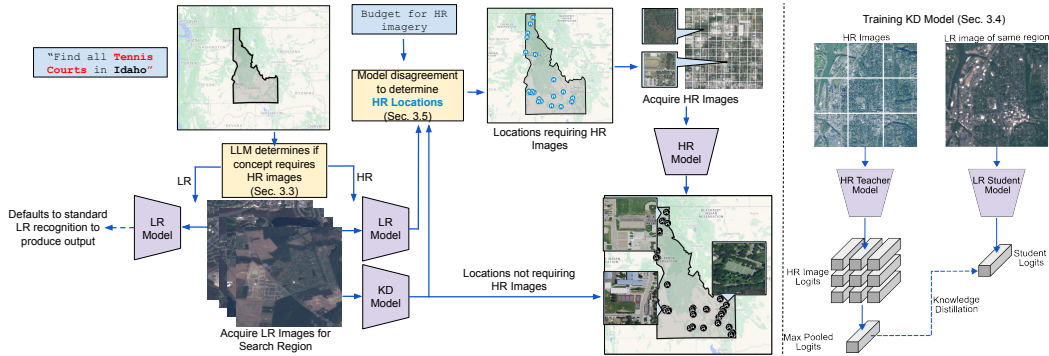 "Find all Tennis
Courts in Idaho"
Budget for HR
imagery
Model disagreement
to determine
HR Locations
(Sec. 3.5)
Locations requiring HR
Images
Acquire HR Images
HR
Model
LLM determines if
concept requires
HR images
(Sec. 3.3)
LR
HR
Defaults to standard
LR recognition to
produce output
LR
Model
LR
Model
KD
Model
Acquire LR Images for
Search Region
Locations not requiring
HR Images
Training KD Model (Sec. 3.4)
HR Images
LR image of same region
HR Teacher
Model
LR Student
Model
HR Image
Logits
Student
Logits
Knowledge
Distillation
Max Pooled
Logits